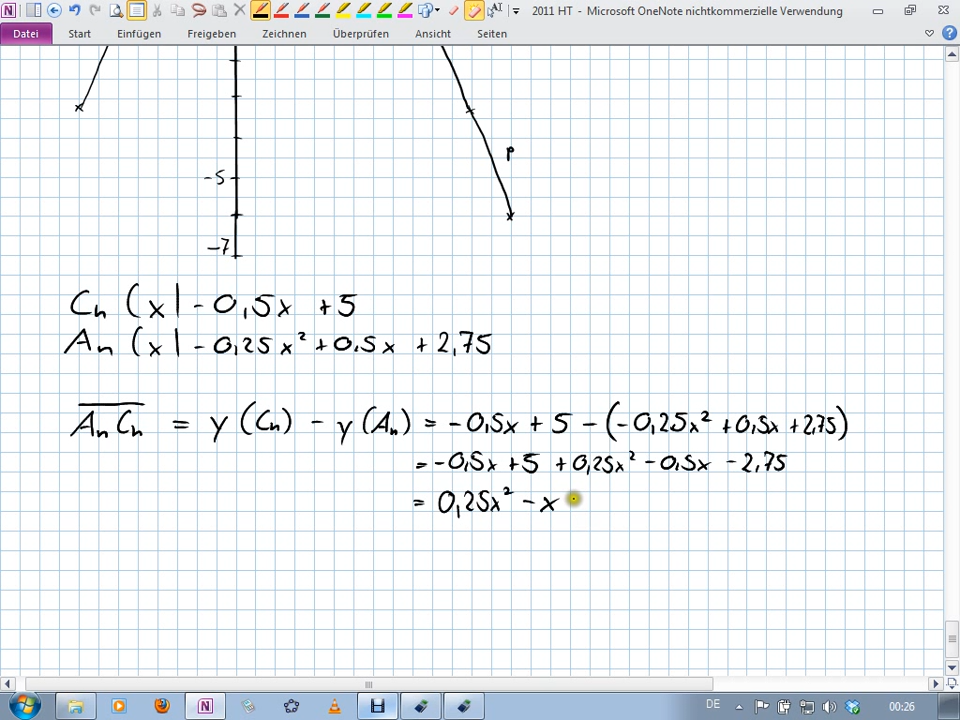 2011 HT - Microsoft OneNote nichtkommerzielle Verwendung
Datei Start Einfügen Freigeben Zeichnen Überprüfen Ansicht Seiten
p
-5
-7
Cn (x| -0,5x +5
An (x| -0,25x² +0,5x +2,75
AnCn = y (Cn) - y (An) = -0,5x + 5 - (-0,25x² +0,5x +2,75)
= -0,5x +5 +0,25x² -0,5x -2,75
= 0,25x² - x
DE 00:26